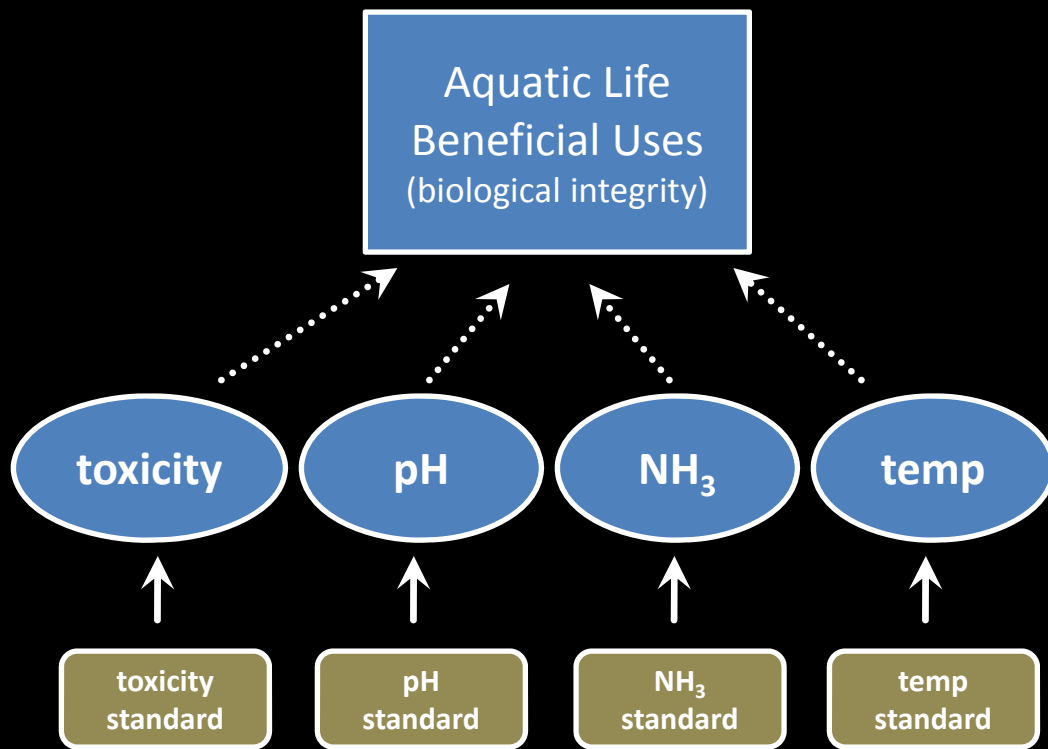 Aquatic Life
Beneficial Uses
(biological integrity)
toxicity
pH
NH₃
temp
toxicity
standard
pH
standard
NH₃
standard
temp
standard